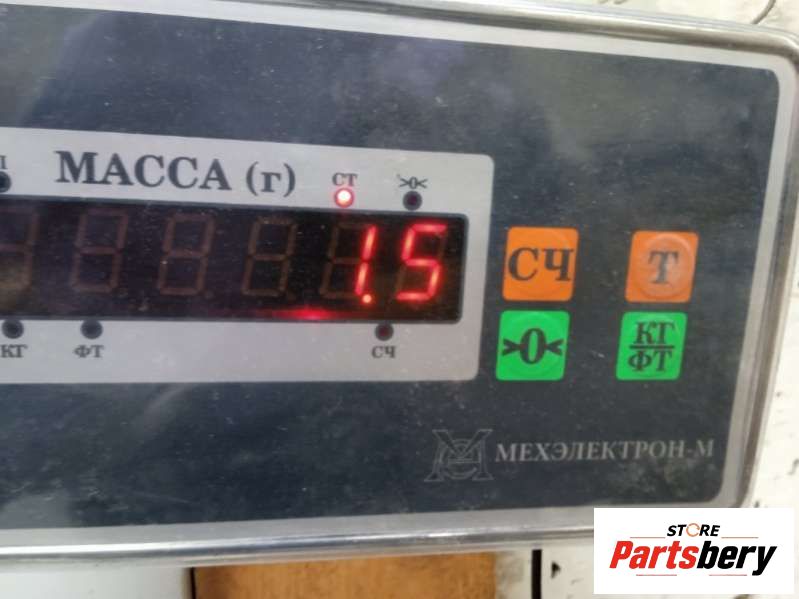 МАССА (г) СТ >0<
1.5
КТ ФТ СЧ
СЧ Т
>0< КТ
ФТ
МЕХЭЛЕКТРОН-М
STORE
Partsbery